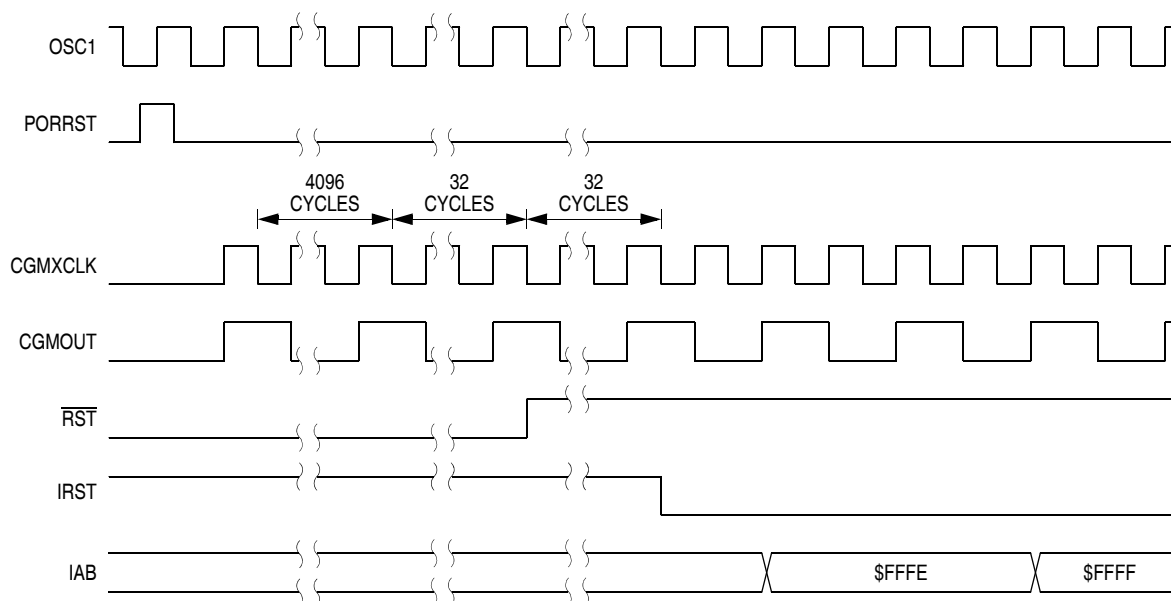 OSC1
PORRST
4096
CYCLES
32
CYCLES
32
CYCLES
CGMXCLK
CGMOUT
RST
IRST
IAB
$FFFE
$FFFF